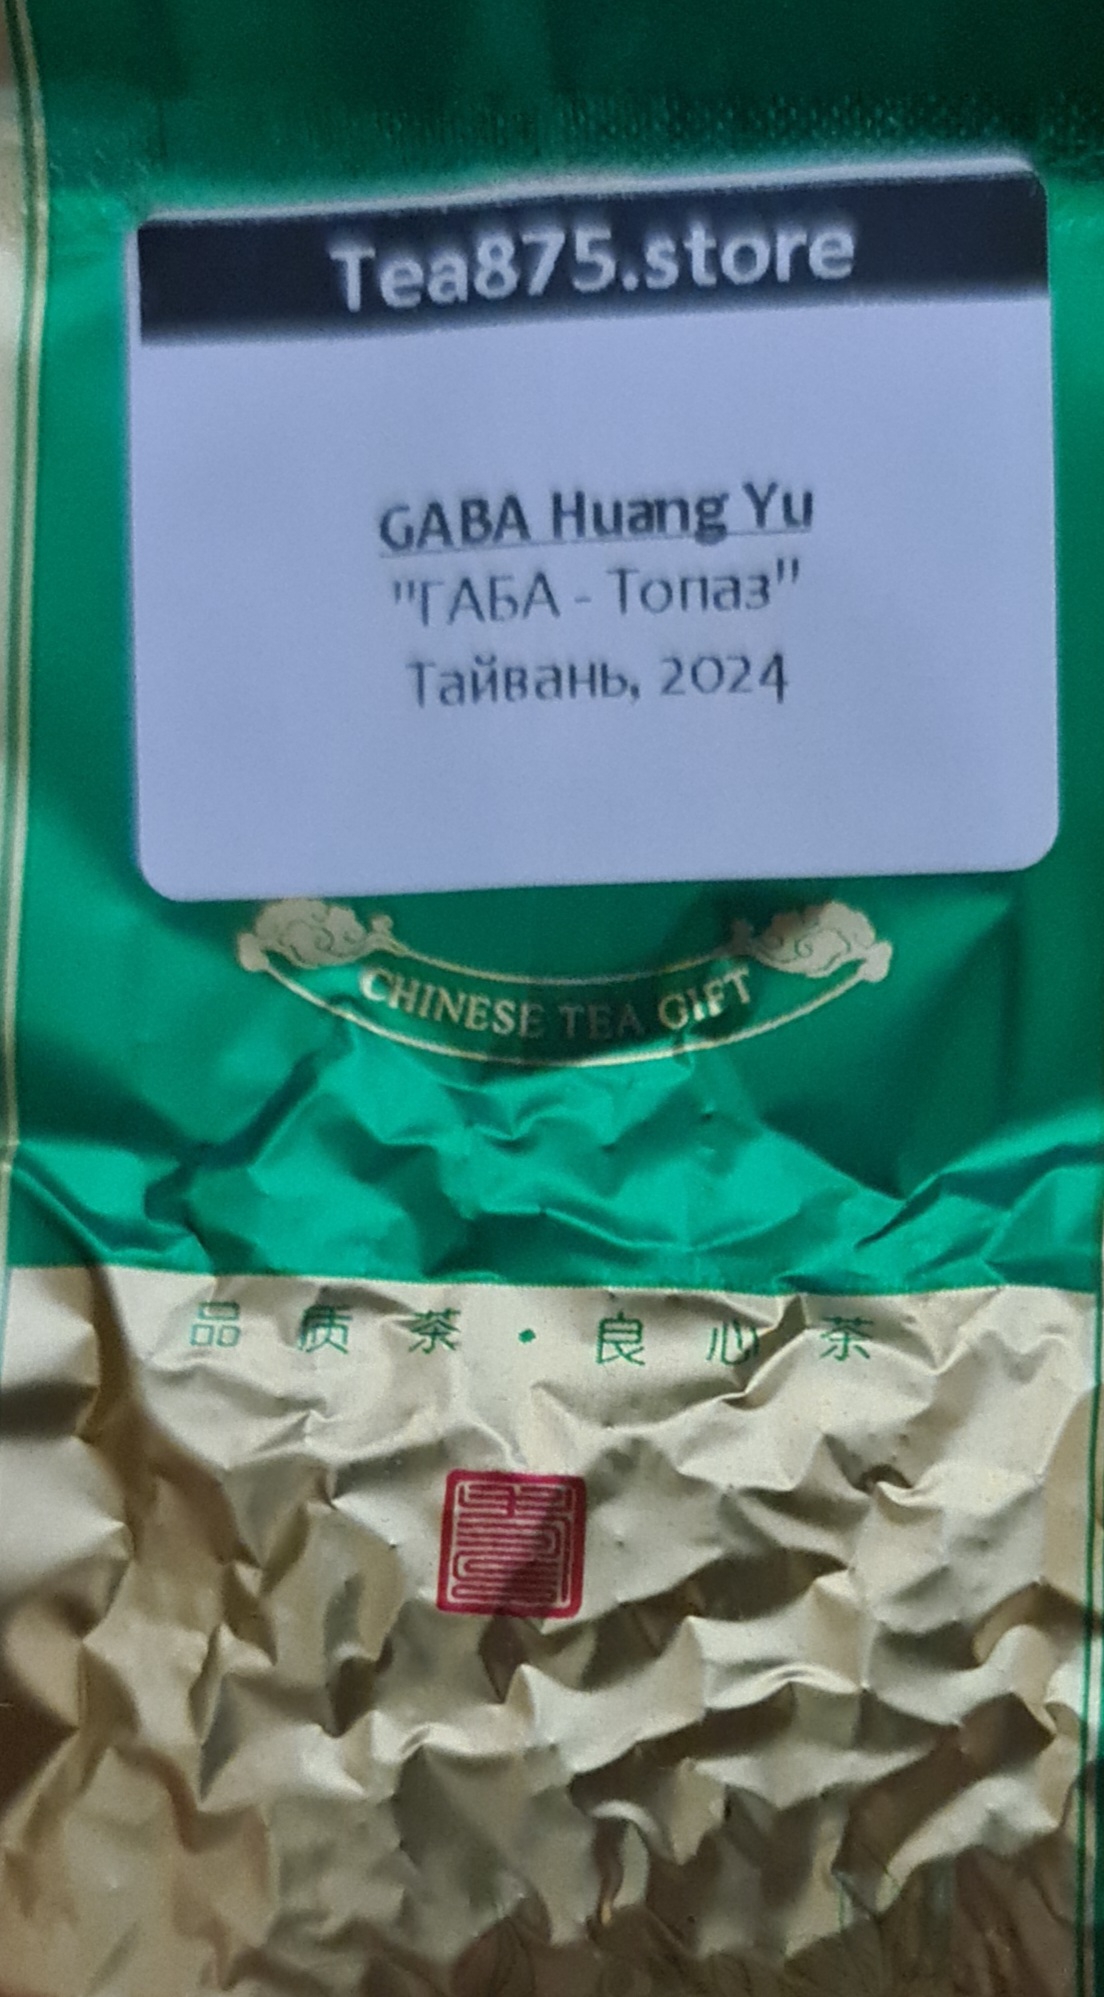 Tea875.store
GABA Huang Yu
"ГАБА - Топаз"
Тайвань, 2024
CHINESE TEA GIFT
品质茶·良心茶